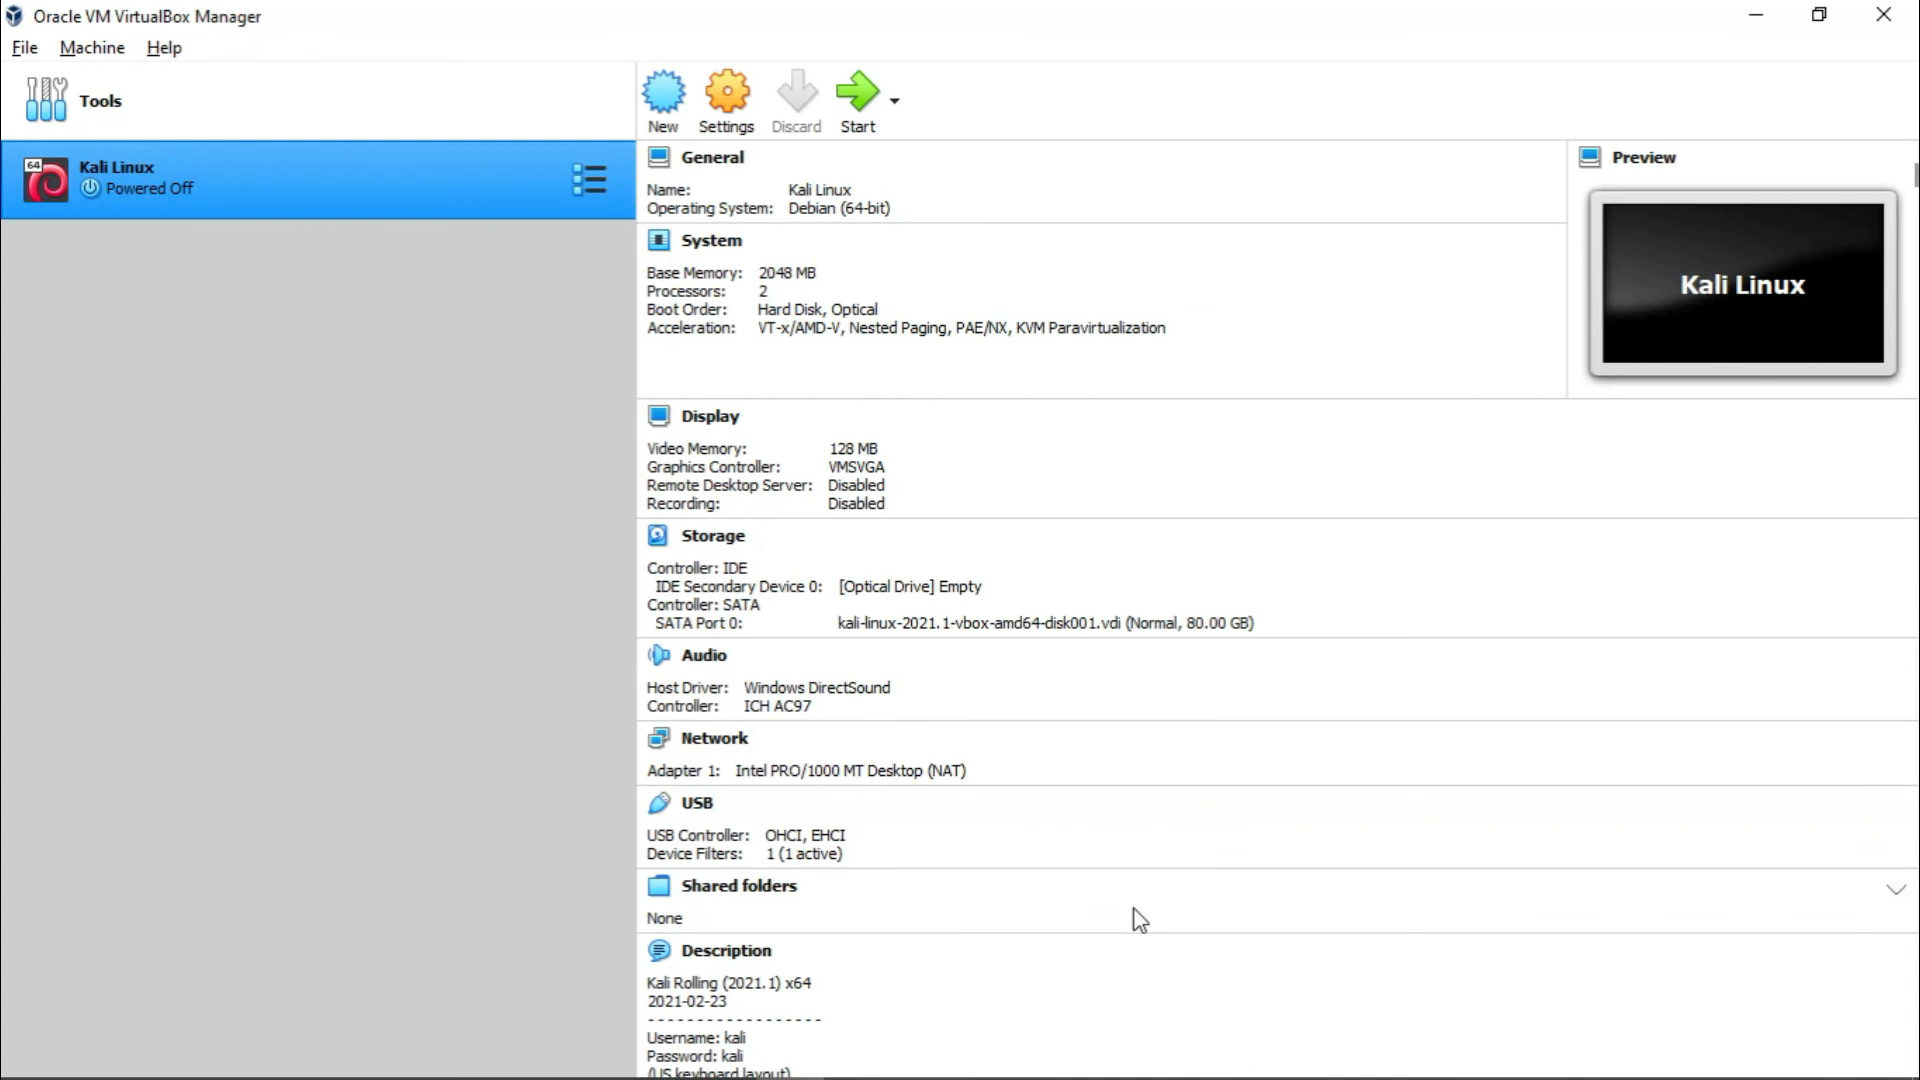 Oracle VM VirtualBox Manager
File Machine Help
Tools
New Settings Discard Start
64
Kali Linux
Powered Off
General
Name: Kali Linux
Operating System: Debian (64-bit)
System
Base Memory: 2048 MB
Processors: 2
Boot Order: Hard Disk, Optical
Acceleration: VT-x/AMD-V, Nested Paging, PAE/NX, KVM Paravirtualization
Preview
Kali Linux
Display
Video Memory: 128 MB
Graphics Controller: VMSVGA
Remote Desktop Server: Disabled
Recording: Disabled
Storage
Controller: IDE
IDE Secondary Device 0: [Optical Drive] Empty
Controller: SATA
SATA Port 0: kali-linux-2021.1-vbox-amd64-disk001.vdi (Normal, 80.00 GB)
Audio
Host Driver: Windows DirectSound
Controller: ICH AC97
Network
Adapter 1: Intel PRO/1000 MT Desktop (NAT)
USB
USB Controller: OHCI, EHCI
Device Filters: 1 (1 active)
Shared folders
None
Description
Kali Rolling (2021.1) x64
2021-02-23
- - - - - - - - - - - - - - - - - -
Username: kali
Password: kali
(US keyboard layout)